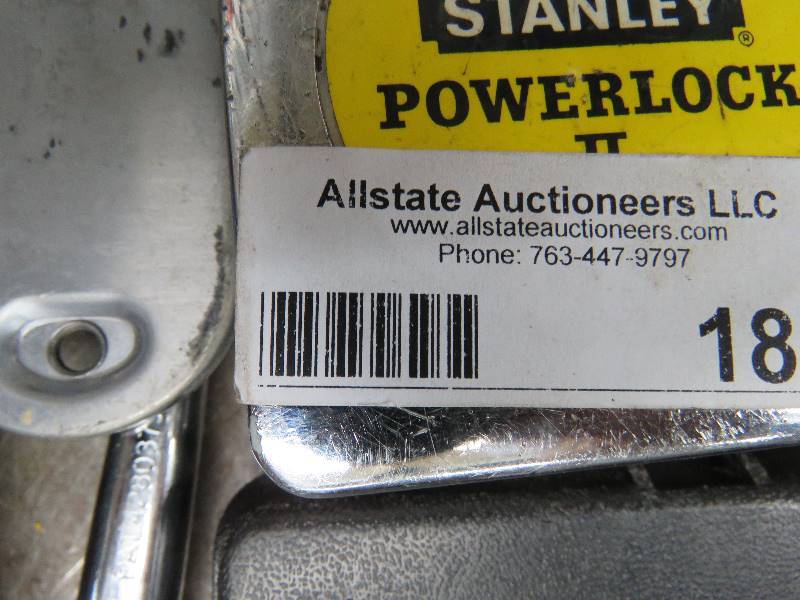 STANLEY
®
POWERLOCK
II
Allstate Auctioneers LLC
www.allstateauctioneers.com
Phone: 763-447-9797
18